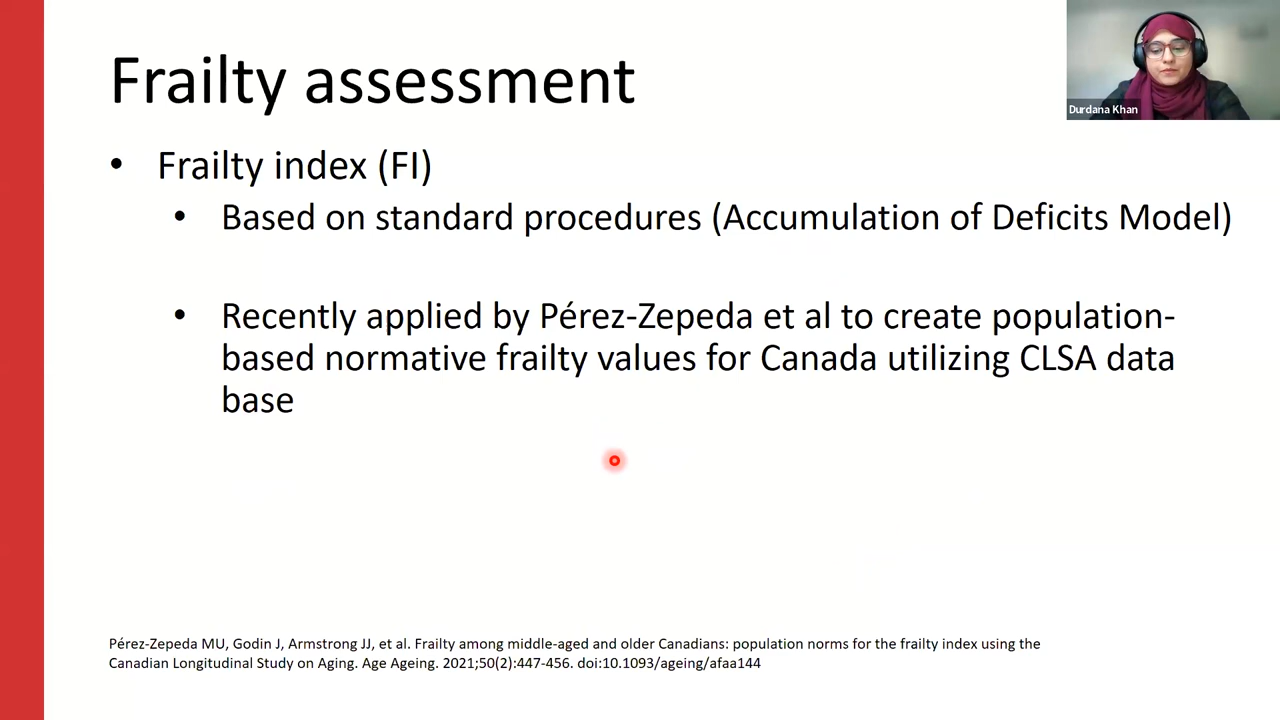 Frailty assessment
Durdana Khan
• Frailty index (FI)
• Based on standard procedures (Accumulation of Deficits Model)
• Recently applied by Pérez-Zepeda et al to create population-
based normative frailty values for Canada utilizing CLSA data
base
Pérez-Zepeda MU, Godin J, Armstrong JJ, et al. Frailty among middle-aged and older Canadians: population norms for the frailty index using the
Canadian Longitudinal Study on Aging. Age Ageing. 2021;50(2):447-456. doi:10.1093/ageing/afaa144